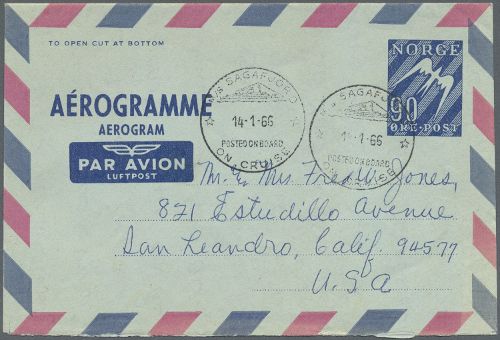 TO OPEN CUT AT BOTTOM
NORGE
90
ØRE-POST
AÉROGRAMME
AEROGRAM
PAR AVION
LUFTPOST
M/S SAGAFJORD
14-1-66
POSTED ON BOARD
ON CRUISE
SAGAFJORD
1-66
POSTED ON BOARD
CRUISE
Mr. & Mrs Fred W. Jones,
871 Estudillo Avenue
San Leandro, Calif. 94577
U.S.A